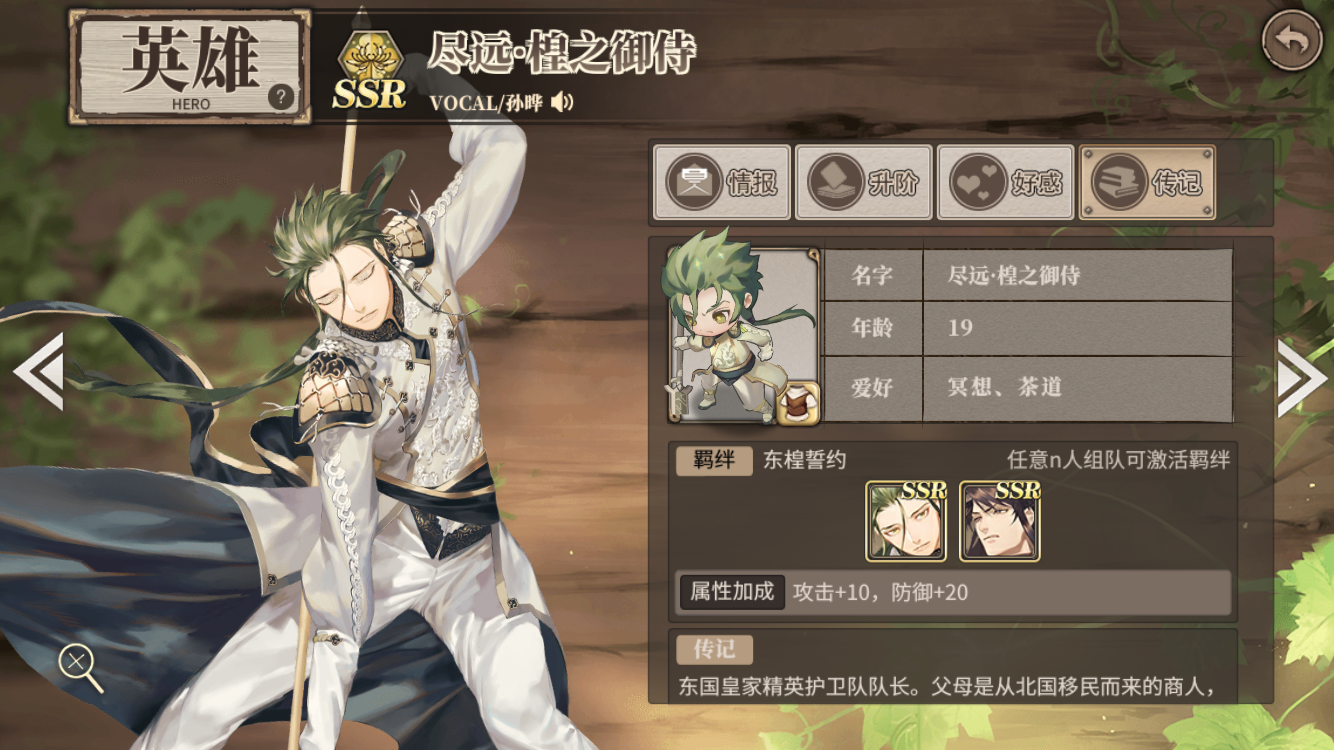 英雄
HERO
?
SSR
尽远·楻之御侍
VOCAL/孙晔
情报
升阶
好感
传记
名字
尽远·楻之御侍
年龄
19
爱好
冥想、茶道
羁绊
东楻誓约
任意n人组队可激活羁绊
SSR
SSR
属性加成
攻击+10，防御+20
传记
东国皇家精英护卫队队长。父母是从北国移民而来的商人，